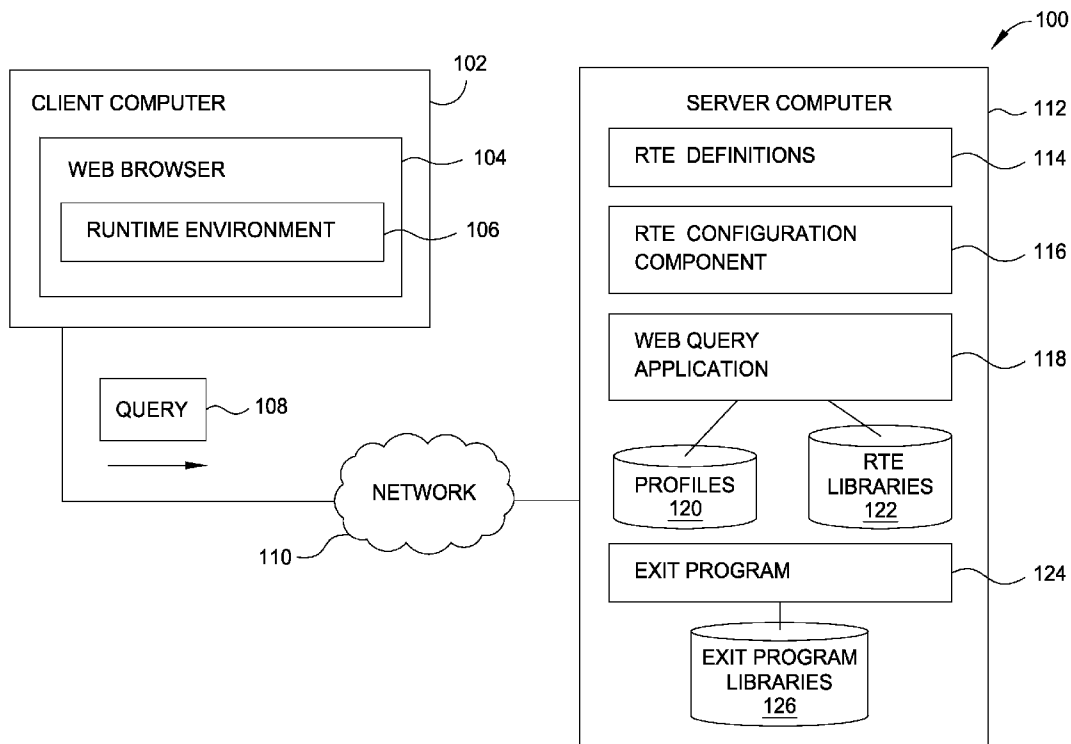 100
CLIENT COMPUTER
102
WEB BROWSER
104
RUNTIME ENVIRONMENT
106
QUERY
108
NETWORK
110
SERVER COMPUTER
112
RTE DEFINITIONS
114
RTE CONFIGURATION
COMPONENT
116
WEB QUERY
APPLICATION
118
PROFILES
120
RTE
LIBRARIES
122
EXIT PROGRAM
124
EXIT PROGRAM
LIBRARIES
126